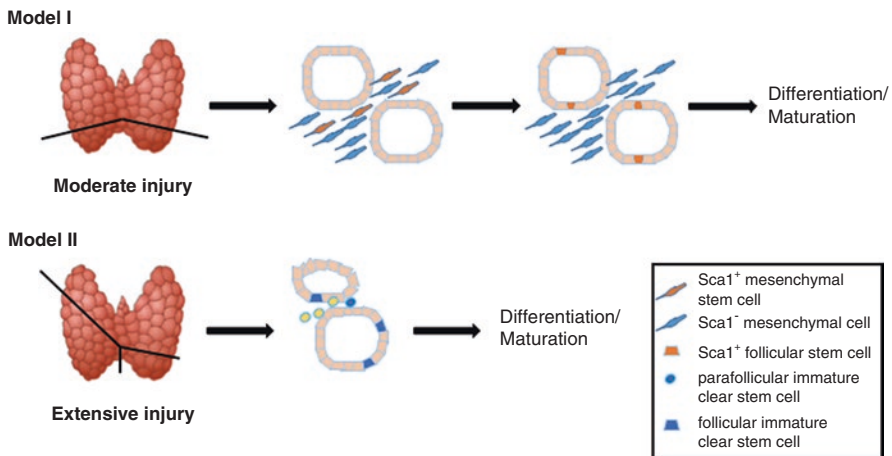 Model I
Differentiation/
Maturation
Moderate injury
Model II
Differentiation/
Maturation
Extensive injury
Sca1⁺ mesenchymal
stem cell
Sca1⁻ mesenchymal cell
Sca1⁺ follicular stem cell
parafollicular immature
clear stem cell
follicular immature
clear stem cell